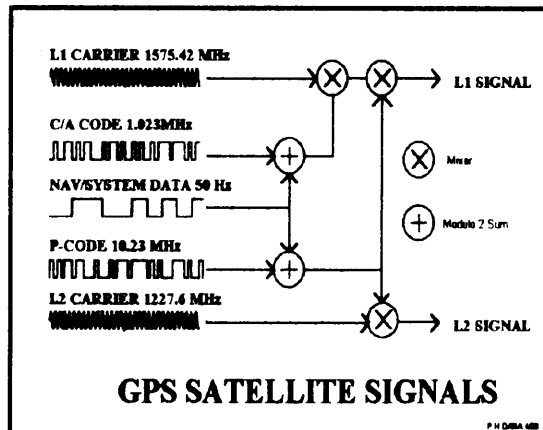 L1 CARRIER 1575.42 MHz
L1 SIGNAL
C/A CODE 1.023MHz
Mixer
NAV/SYSTEM DATA 50 Hz
Modulo 2 Sum
P-CODE 10.23 MHz
L2 CARRIER 1227.6 MHz
L2 SIGNAL
GPS SATELLITE SIGNALS
P H DANA